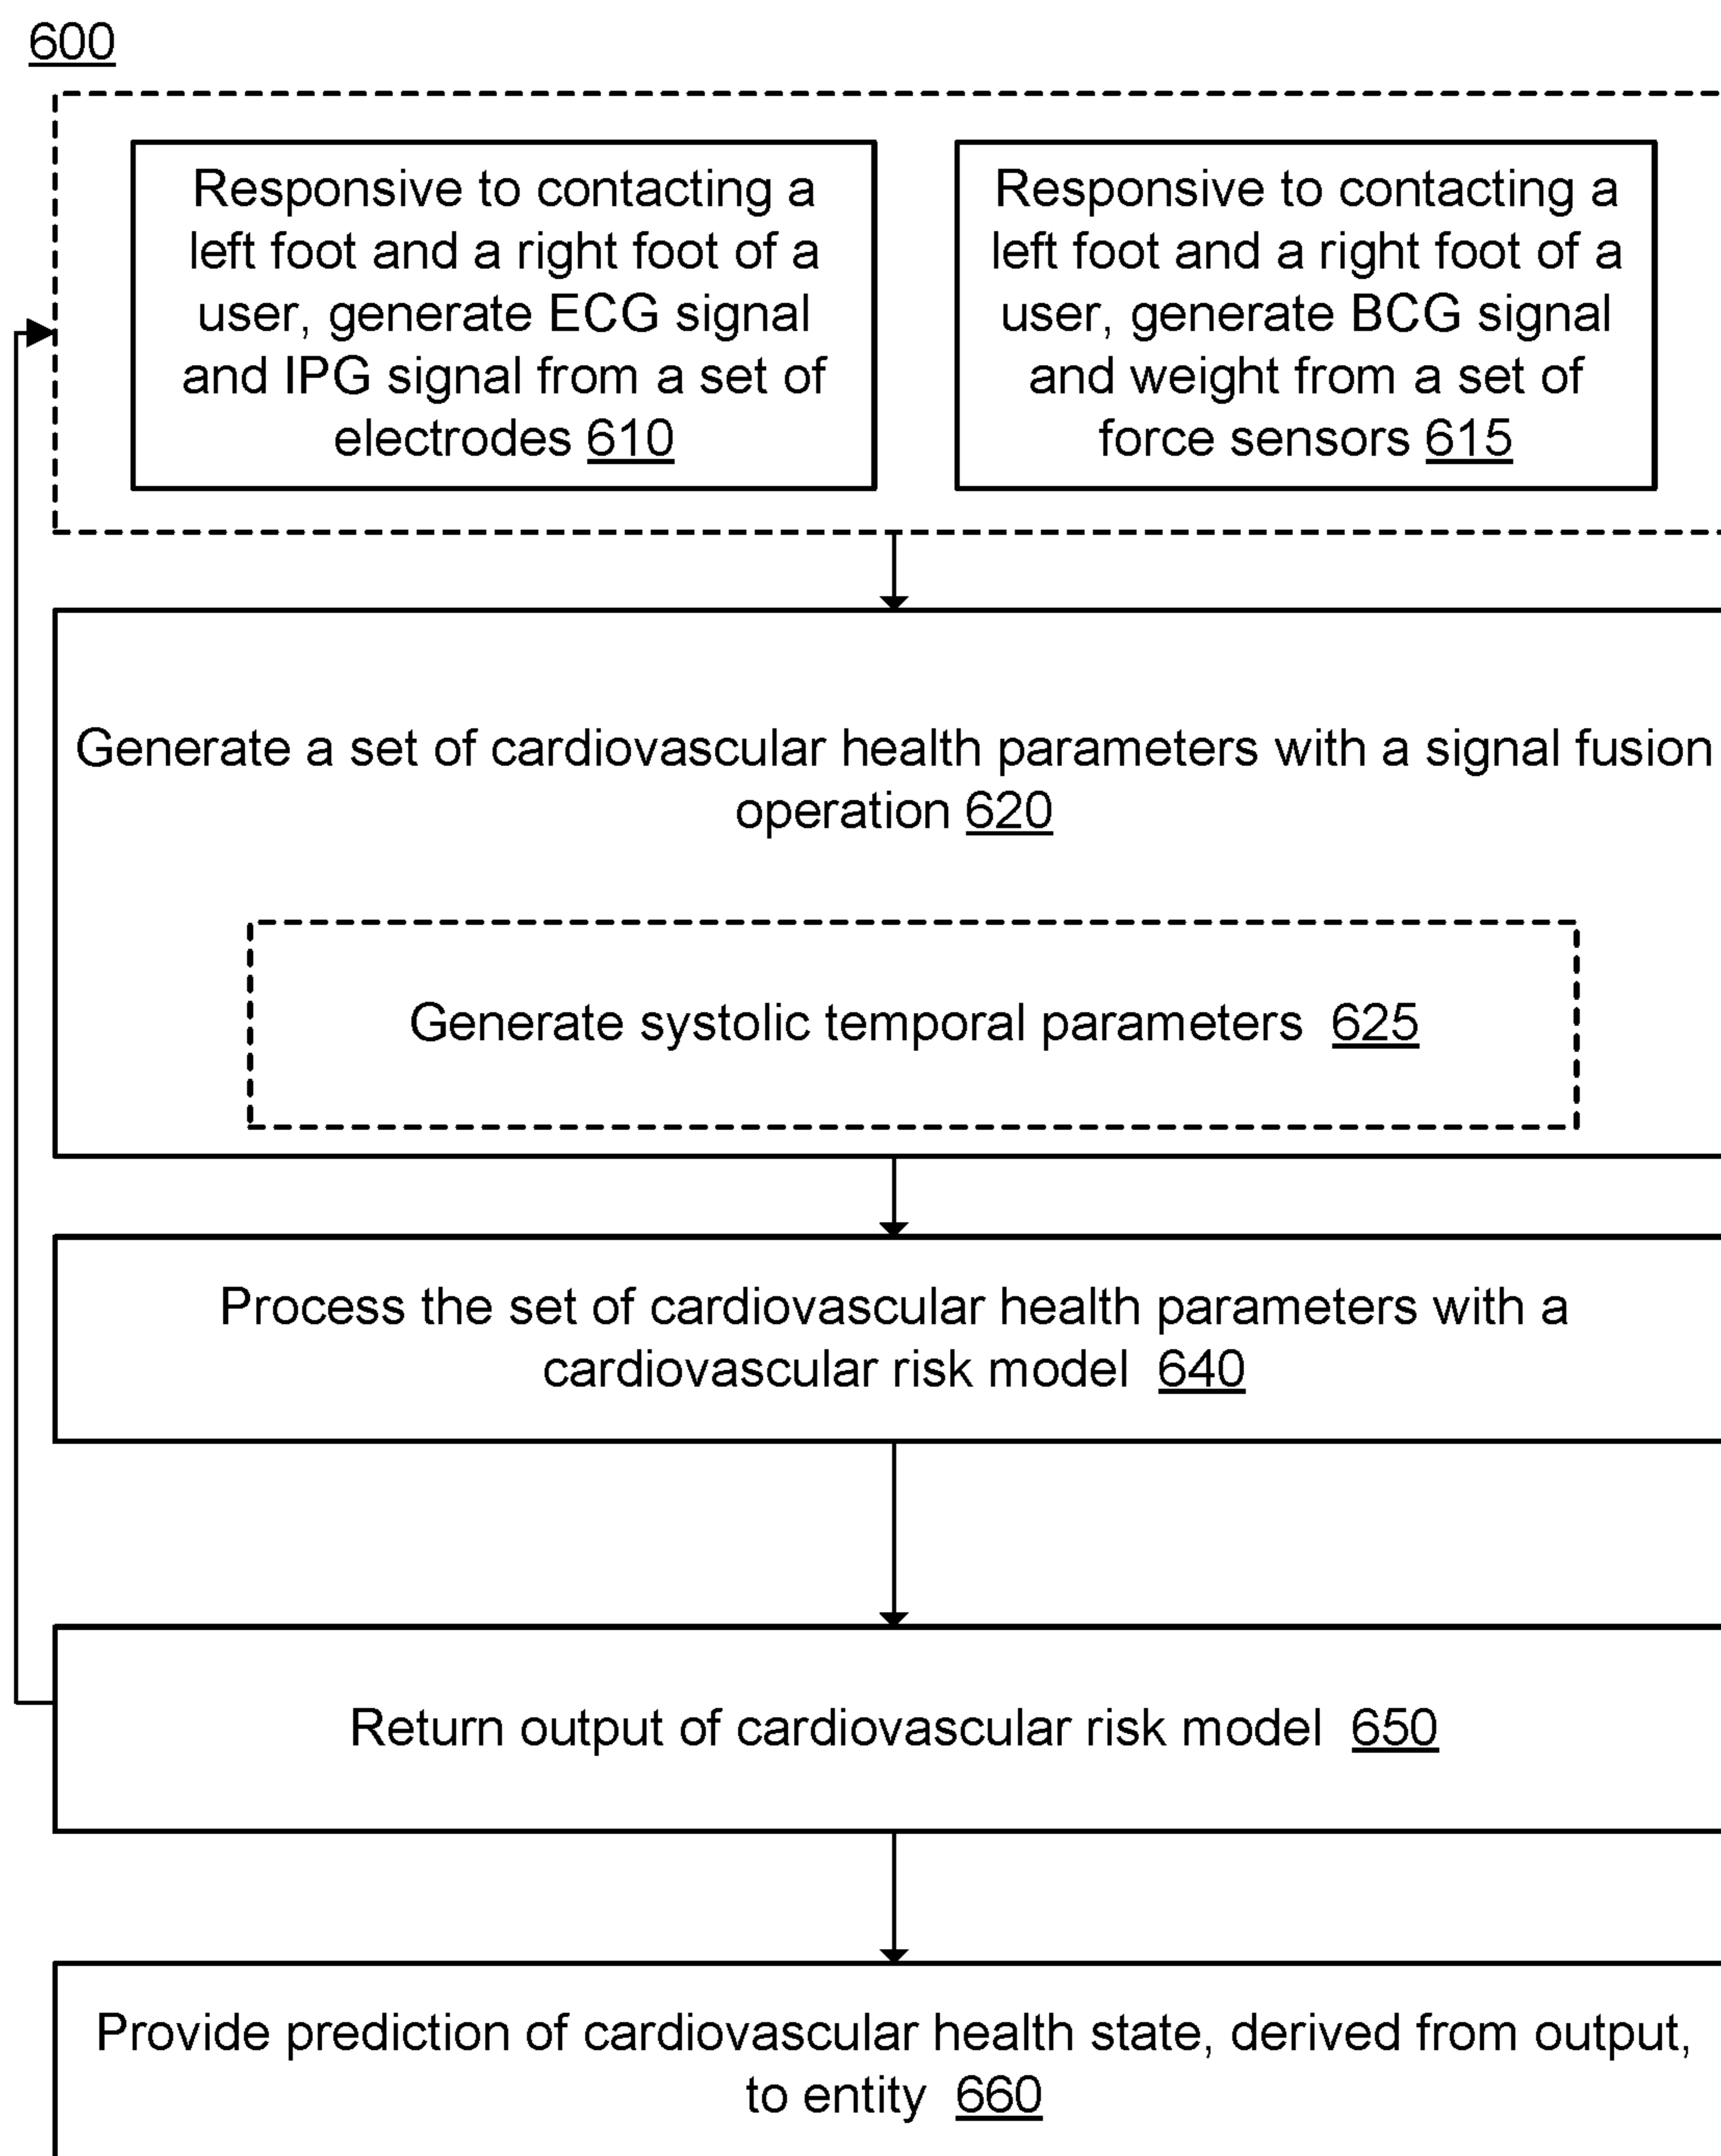 600
Responsive to contacting a
left foot and a right foot of a
user, generate ECG signal
and IPG signal from a set of
electrodes 610
Responsive to contacting a
left foot and a right foot of a
user, generate BCG signal
and weight from a set of
force sensors 615
Generate a set of cardiovascular health parameters with a signal fusion
operation 620
Generate systolic temporal parameters 625
Process the set of cardiovascular health parameters with a
cardiovascular risk model 640
Return output of cardiovascular risk model 650
Provide prediction of cardiovascular health state, derived from output,
to entity 660